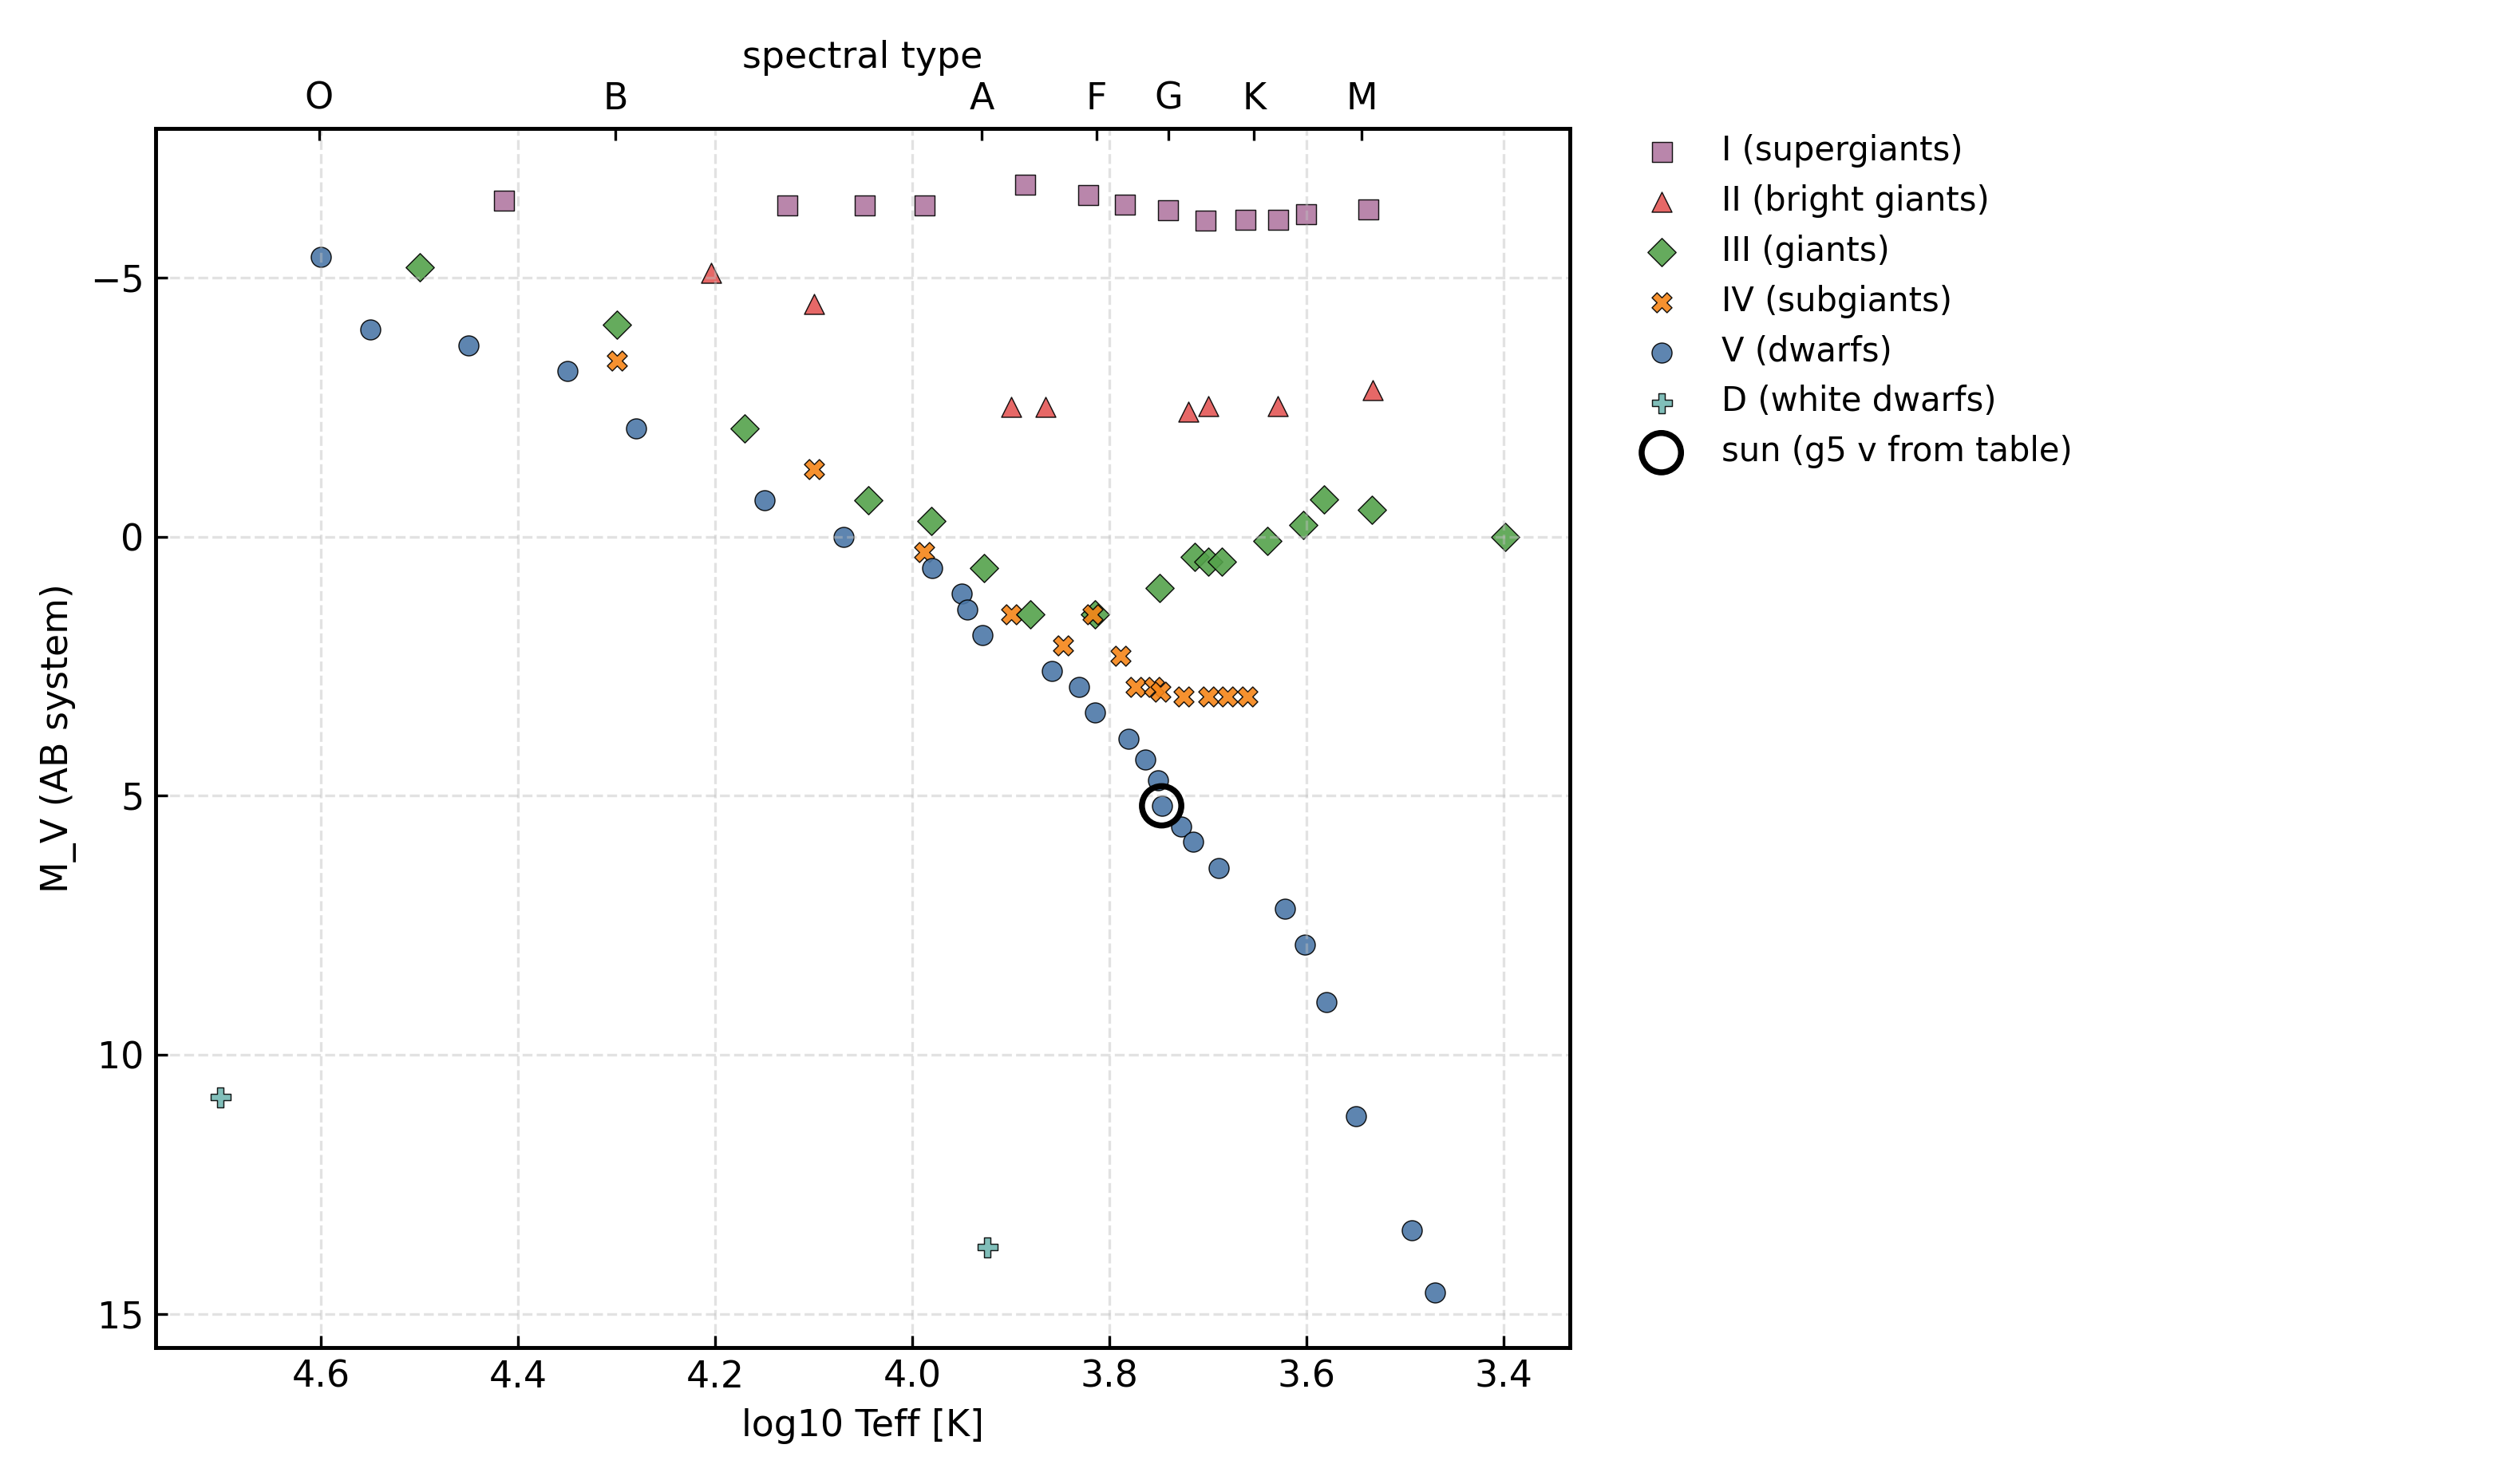 spectral type
O B A F G K M
I (supergiants)
II (bright giants)
III (giants)
IV (subgiants)
V (dwarfs)
D (white dwarfs)
sun (g5 v from table)
M_V (AB system)
−5
0
5
10
15
4.6 4.4 4.2 4.0 3.8 3.6 3.4
log10 Teff [K]